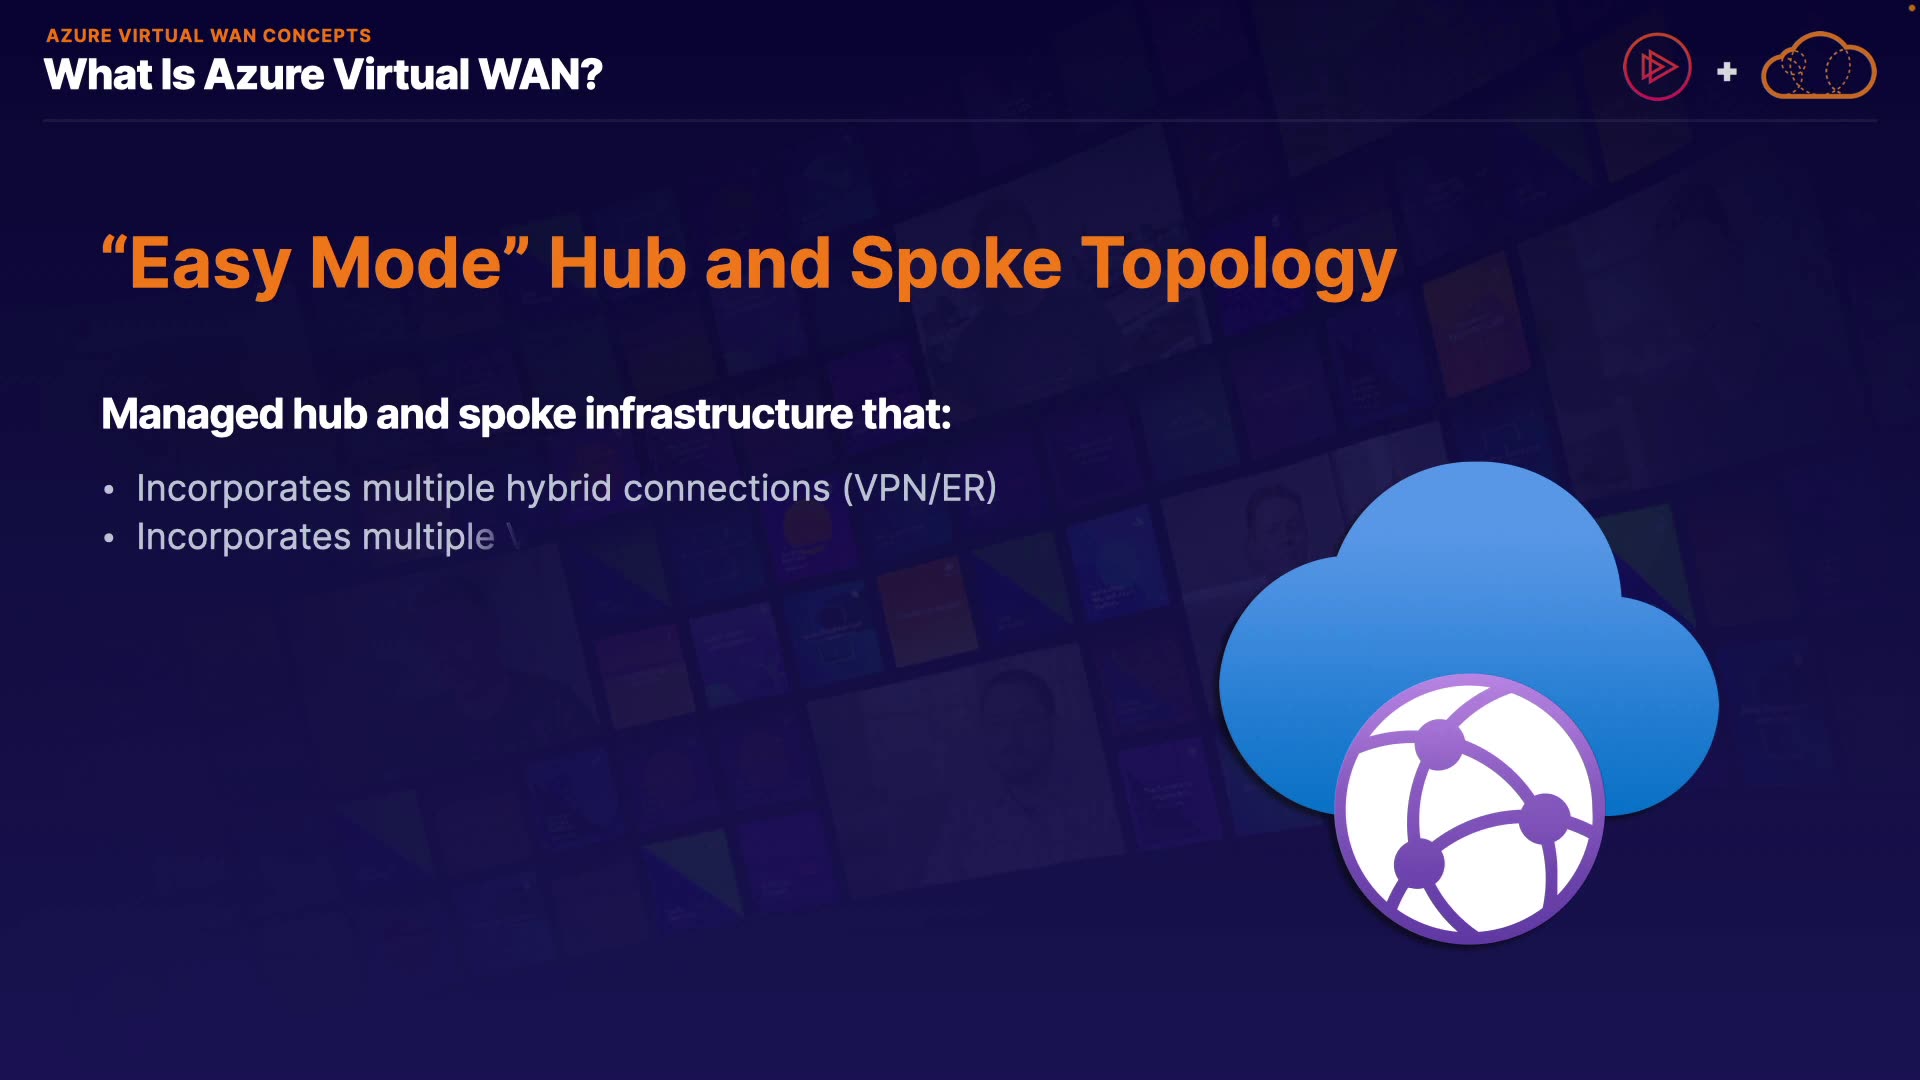 AZURE VIRTUAL WAN CONCEPTS
What Is Azure Virtual WAN?
“Easy Mode” Hub and Spoke Topology
Managed hub and spoke infrastructure that:
• Incorporates multiple hybrid connections (VPN/ER)
• Incorporates multiple